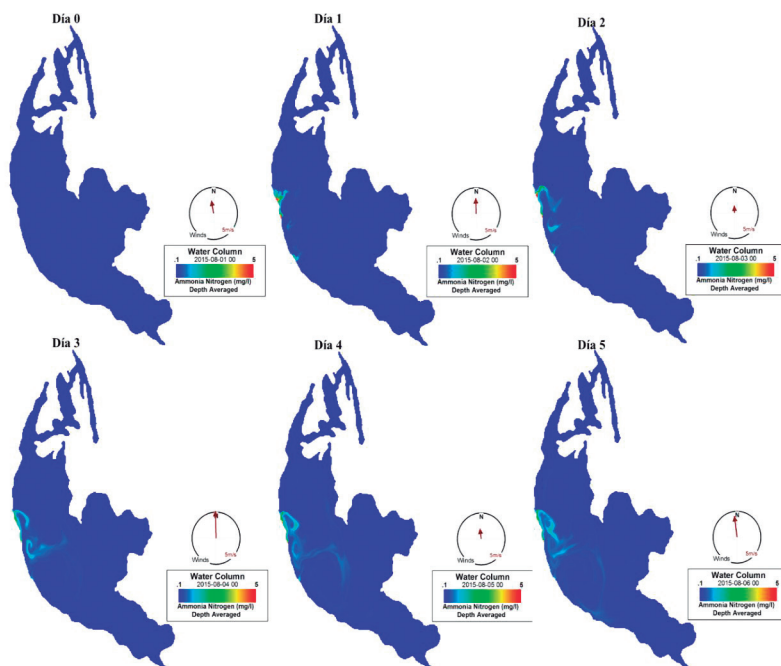 Día 0
N
Winds
5m/s
Water Column
2015-08-01 00
.1
5
Ammonia Nitrogen (mg/l)
Depth Averaged
Día 1
N
Winds
5m/s
Water Column
2015-08-02 00
.1
5
Ammonia Nitrogen (mg/l)
Depth Averaged
Día 2
N
Winds
5m/s
Water Column
2015-08-03 00
.1
5
Ammonia Nitrogen (mg/l)
Depth Averaged
Día 3
Winds
5m/s
Water Column
2015-08-04 00
.1
5
Ammonia Nitrogen (mg/l)
Depth Averaged
Día 4
N
Winds
5m/s
Water Column
2015-08-05 00
.1
5
Ammonia Nitrogen (mg/l)
Depth Averaged
Día 5
N
Winds
5m/s
Water Column
2015-08-06 00
.1
5
Ammonia Nitrogen (mg/l)
Depth Averaged